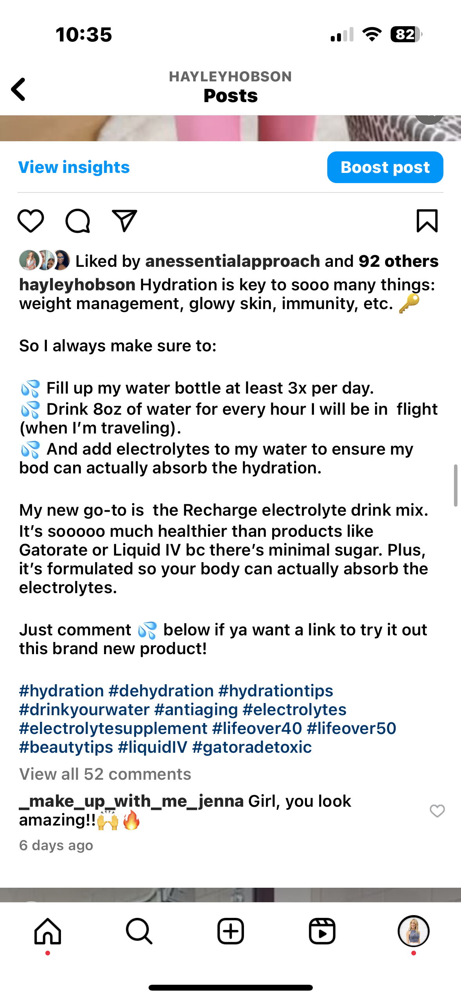 10:35
82
HAYLEYHOBSON
Posts
View insights
Boost post
Liked by anessentialapproach and 92 others
hayleyhobson Hydration is key to sooo many things:
weight management, glowy skin, immunity, etc. 🔑
So I always make sure to:
💦 Fill up my water bottle at least 3x per day.
💦 Drink 8oz of water for every hour I will be in  flight
(when I’m traveling).
💦 And add electrolytes to my water to ensure my
bod can actually absorb the hydration.
My new go-to is  the Recharge electrolyte drink mix.
It’s sooooo much healthier than products like
Gatorate or Liquid IV bc there’s minimal sugar. Plus,
it’s formulated so your body can actually absorb the
electrolytes.
Just comment 💦 below if ya want a link to try it out
this brand new product!
#hydration #dehydration #hydrationtips
#drinkyourwater #antiaging #electrolytes
#electrolytesupplement #lifeover40 #lifeover50
#beautytips #liquidIV #gatoradetoxic
View all 52 comments
_make_up_with_me_jenna Girl, you look
amazing!!🙌🔥
6 days ago